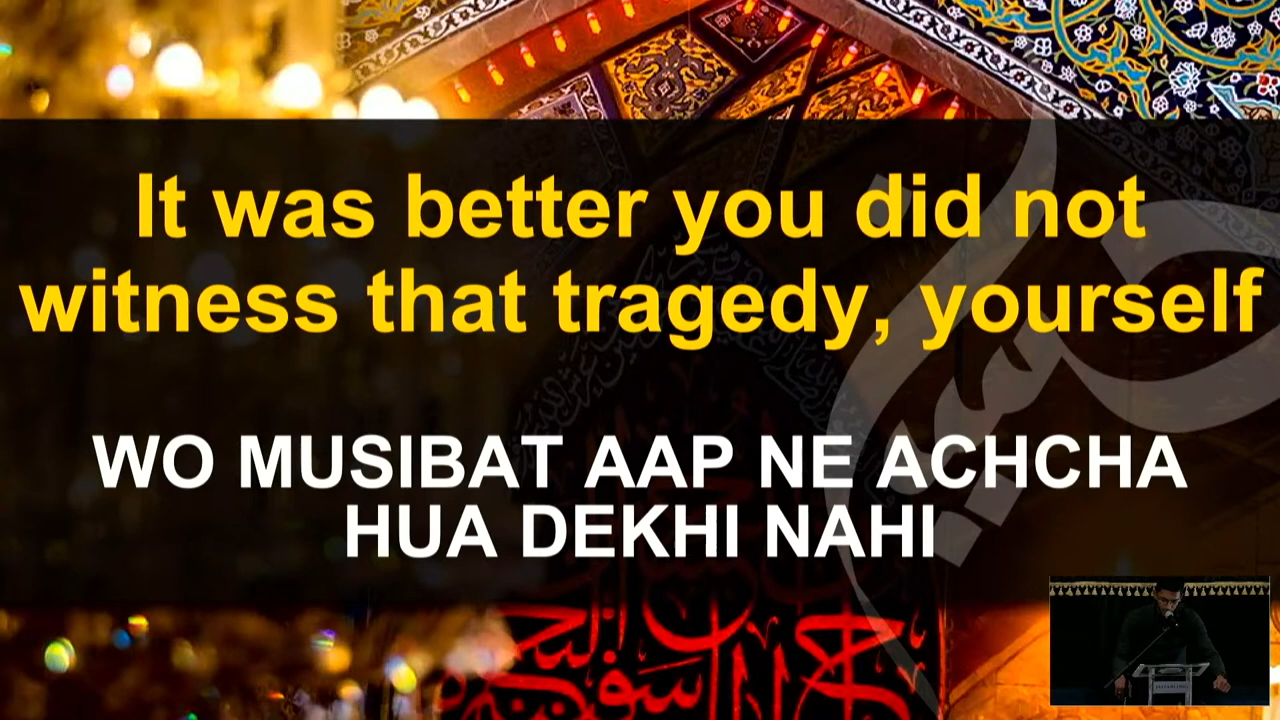 It was better you did not
witness that tragedy, yourself
WO MUSIBAT AAP NE ACHCHA
HUA DEKHI NAHI